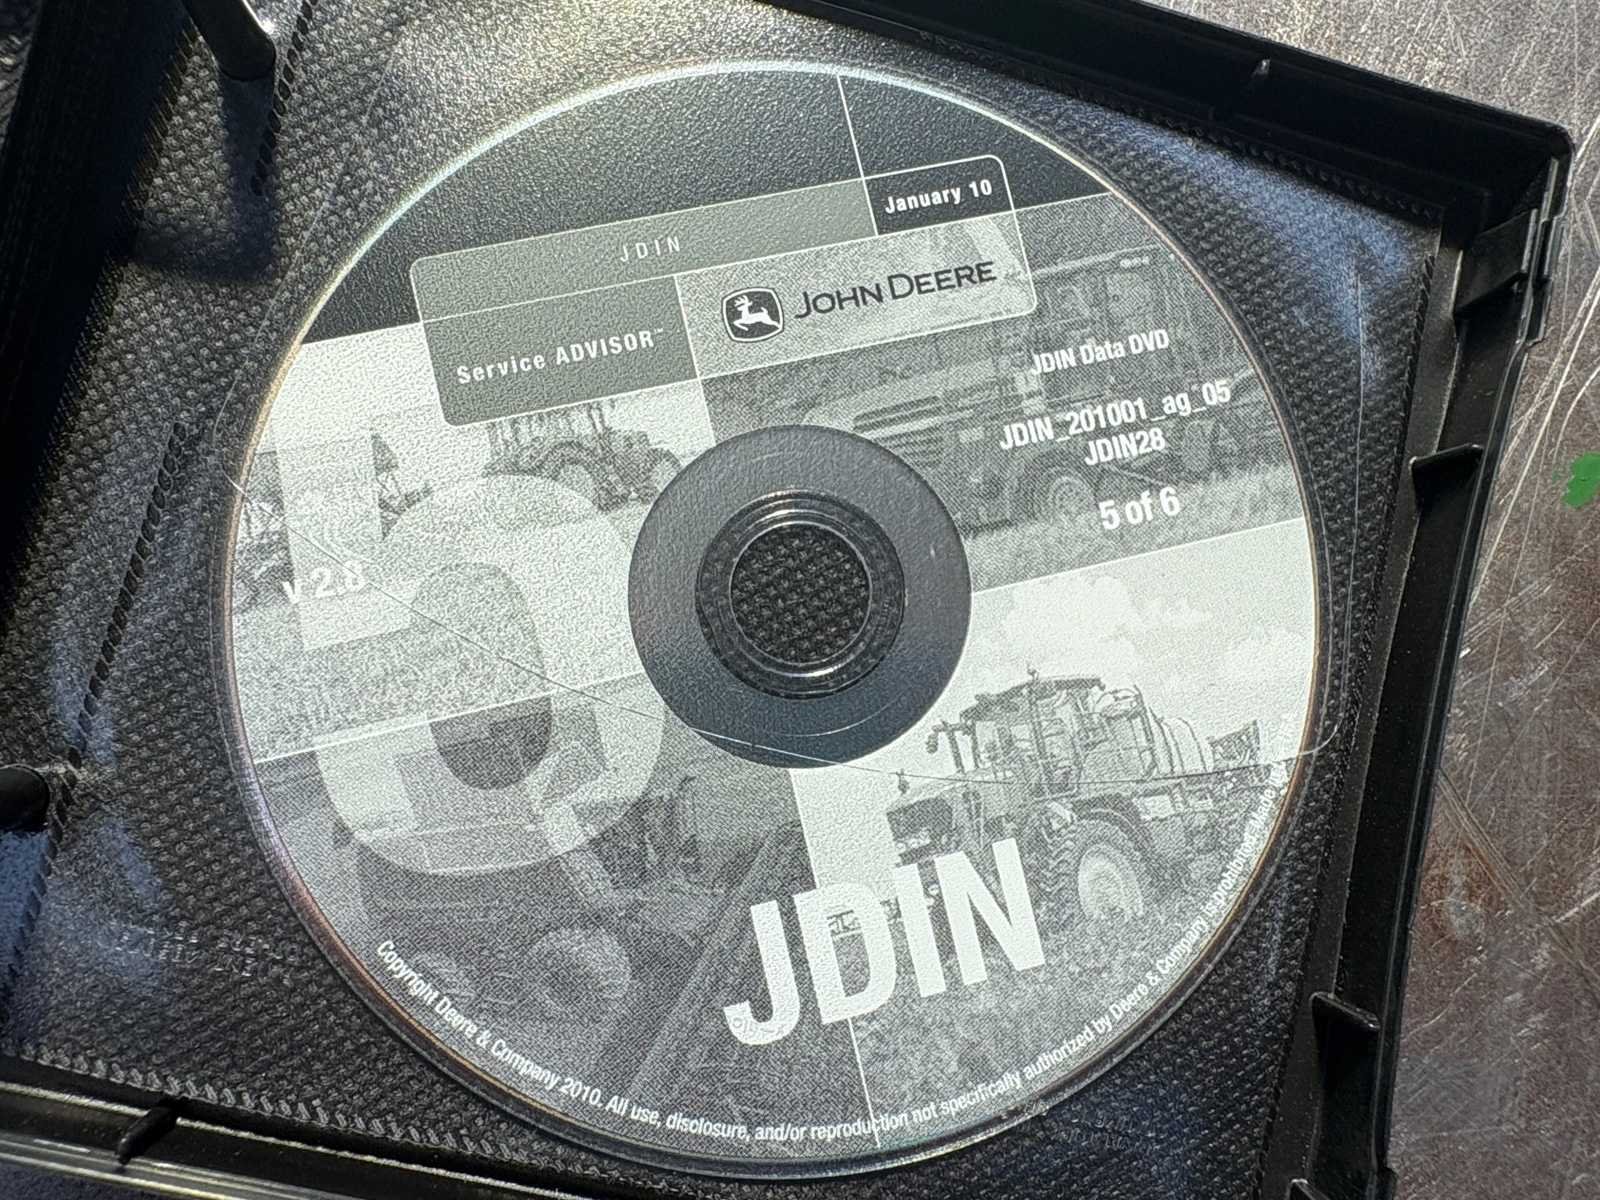 January 10
JDIN
JOHN DEERE
Service ADVISOR™
JDIN Data DVD
JDIN_201001_ag_05
JDIN28
5 of 6
v 2.8
JDIN
Copyright Deere & Company 2010. All use, disclosure, and/or reproduction not specifically authorized by Deere & Company is prohibited. Made